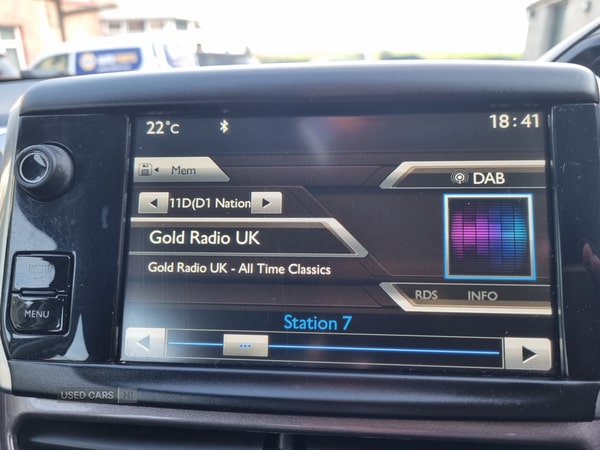 22°C
18:41
Mem
DAB
11D(D1 Nation
Gold Radio UK
Gold Radio UK - All Time Classics
RDS INFO
Station 7
MENU
USED CARS NI